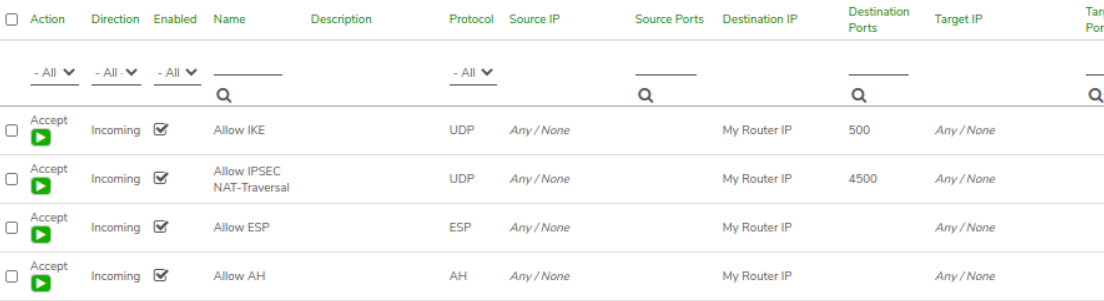 Action Direction Enabled Name Description Protocol Source IP Source Ports Destination IP Destination Ports Target IP
- All - All - - All - All
Accept Incoming Allow IKE UDP Any / None My Router IP 500 Any / None
Accept Incoming Allow IPSEC NAT-Traversal UDP Any / None My Router IP 4500 Any / None
Accept Incoming Allow ESP ESP Any / None My Router IP Any / None
Accept Incoming Allow AH AH Any / None My Router IP Any / None